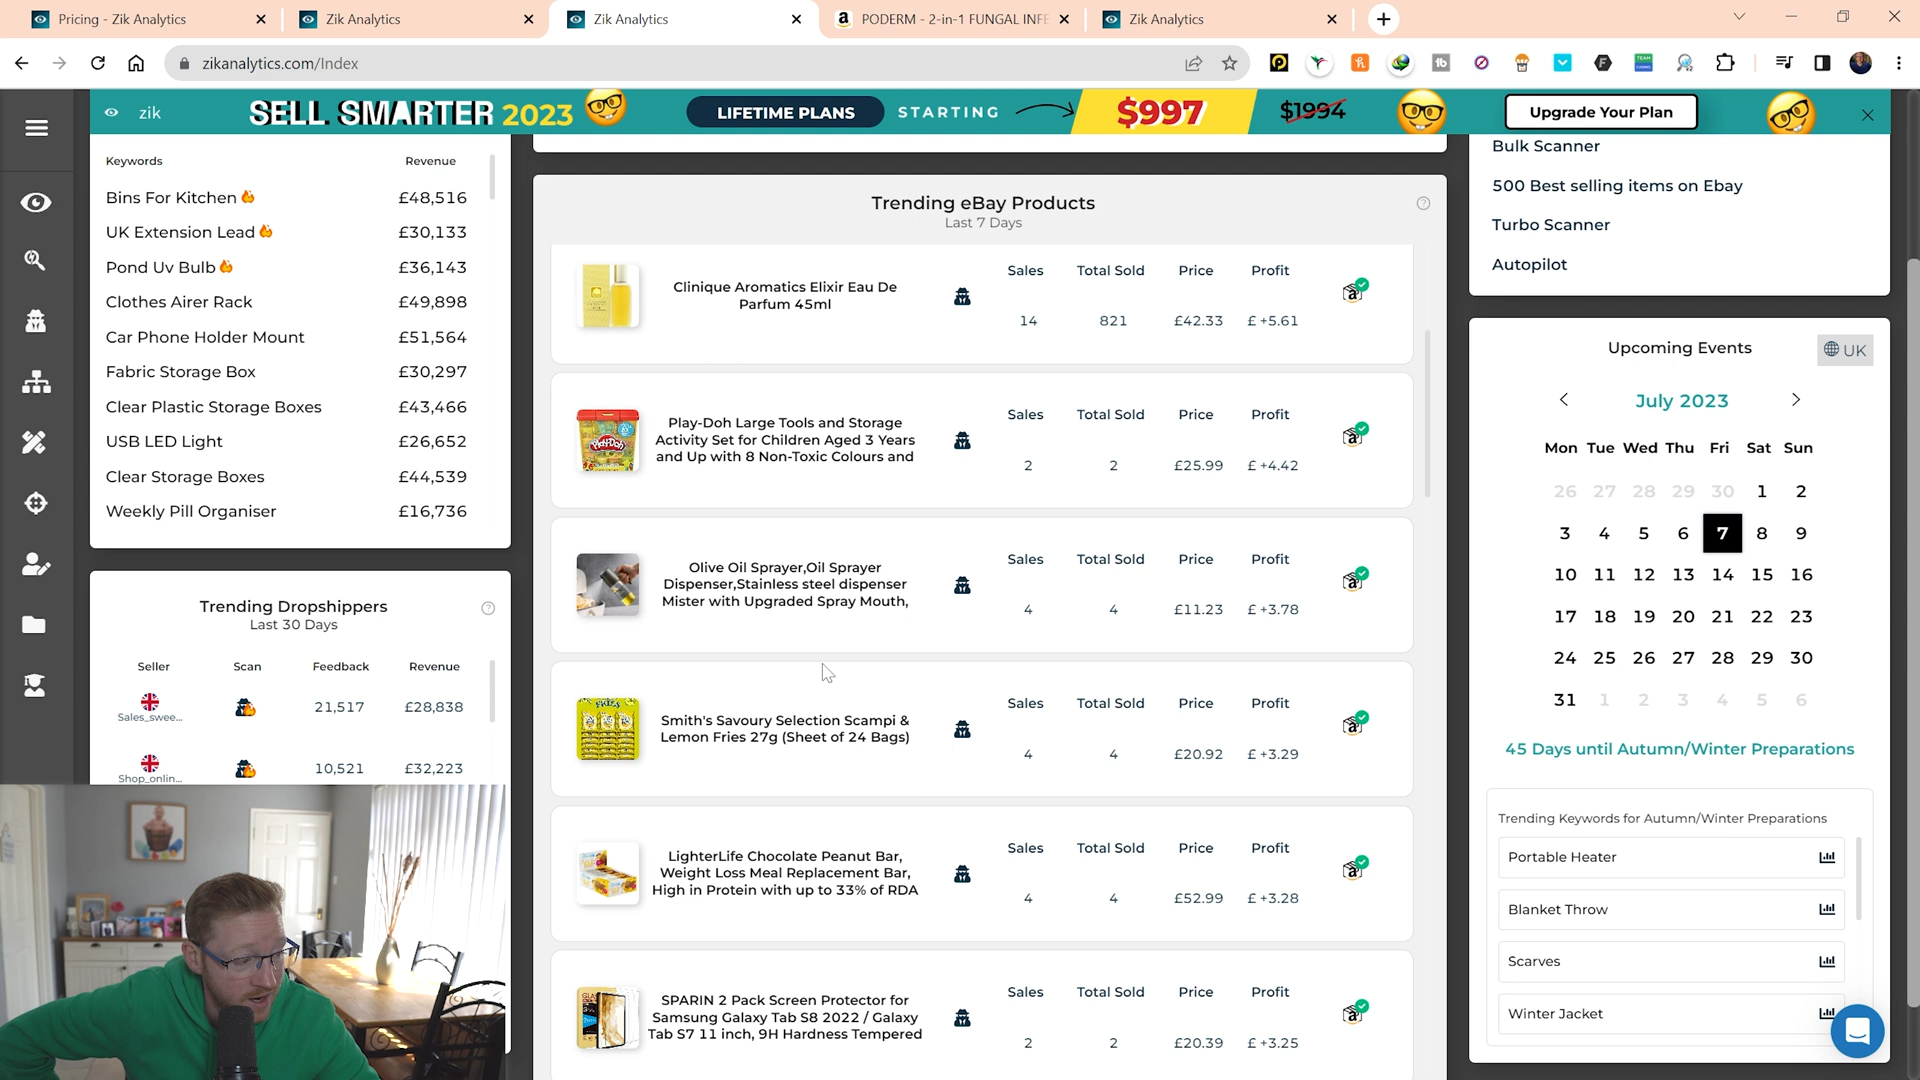 Pricing - Zik Analytics
Zik Analytics
Zik Analytics
PODERM - 2-in-1 FUNGAL INFE
Zik Analytics
zikanalytics.com/Index
zik
SELL SMARTER 2023
LIFETIME PLANS
STARTING
$997
$1994
Upgrade Your Plan
Keywords Revenue
Bins For Kitchen £48,516
UK Extension Lead £30,133
Pond Uv Bulb £36,143
Clothes Airer Rack £49,898
Car Phone Holder Mount £51,564
Fabric Storage Box £30,297
Clear Plastic Storage Boxes £43,466
USB LED Light £26,652
Clear Storage Boxes £44,539
Weekly Pill Organiser £16,736
Trending Dropshippers
Last 30 Days
Seller Scan Feedback Revenue
Sales_swee... 21,517 £28,838
Shop_onlin... 10,521 £32,223
Trending eBay Products
Last 7 Days
Clinique Aromatics Elixir Eau De
Parfum 45ml
Sales Total Sold Price Profit
14 821 £42.33 £ +5.61
Play-Doh Large Tools and Storage
Activity Set for Children Aged 3 Years
and Up with 8 Non-Toxic Colours and
Sales Total Sold Price Profit
2 2 £25.99 £ +4.42
Olive Oil Sprayer,Oil Sprayer
Dispenser,Stainless steel dispenser
Mister with Upgraded Spray Mouth,
Sales Total Sold Price Profit
4 4 £11.23 £ +3.78
Smith's Savoury Selection Scampi &
Lemon Fries 27g (Sheet of 24 Bags)
Sales Total Sold Price Profit
4 4 £20.92 £ +3.29
LighterLife Chocolate Peanut Bar,
Weight Loss Meal Replacement Bar,
High in Protein with up to 33% of RDA
Sales Total Sold Price Profit
4 4 £52.99 £ +3.28
SPARIN 2 Pack Screen Protector for
Samsung Galaxy Tab S8 2022 / Galaxy
Tab S7 11 inch, 9H Hardness Tempered
Sales Total Sold Price Profit
2 2 £20.39 £ +3.25
Bulk Scanner
500 Best selling items on Ebay
Turbo Scanner
Autopilot
Upcoming Events
UK
July 2023
Mon Tue Wed Thu Fri Sat Sun
26 27 28 29 30 1 2
3 4 5 6 7 8 9
10 11 12 13 14 15 16
17 18 19 20 21 22 23
24 25 26 27 28 29 30
31 1 2 3 4 5 6
45 Days until Autumn/Winter Preparations
Trending Keywords for Autumn/Winter Preparations
Portable Heater
Blanket Throw
Scarves
Winter Jacket